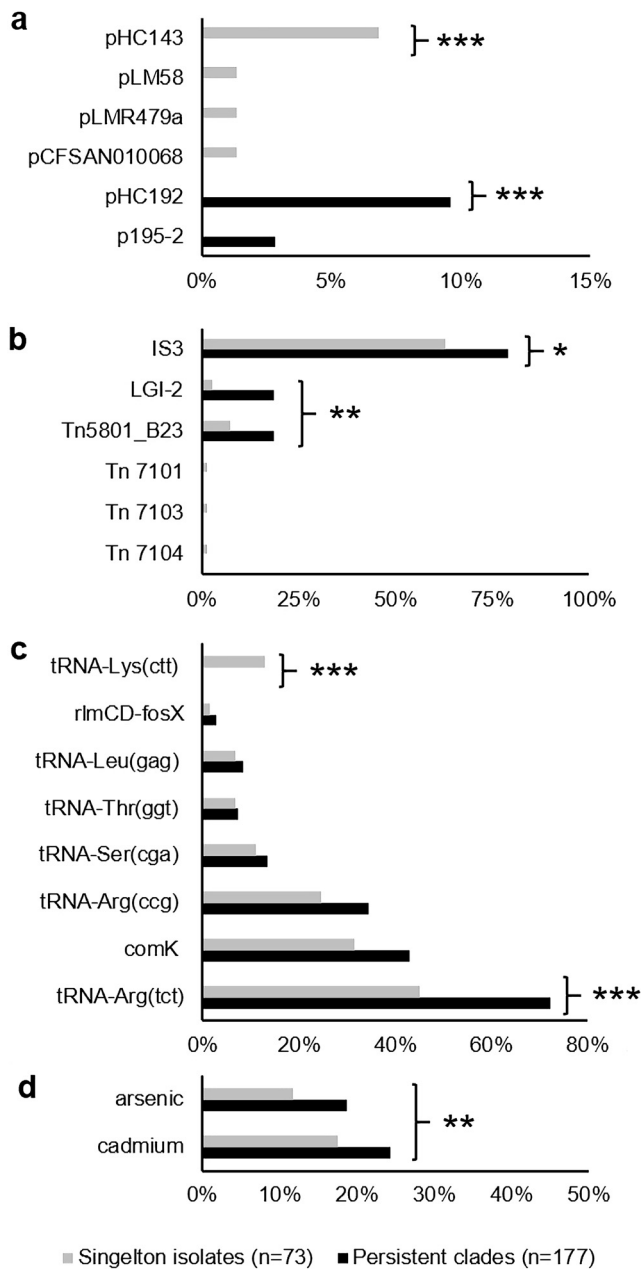 a
pHC143
***
pLM58
pLMR479a
pCFSAN010068
pHC192
***
p195-2
0% 5% 10% 15%
b
IS3
*
LGI-2
**
Tn5801_B23
Tn 7101
Tn 7103
Tn 7104
0% 25% 50% 75% 100%
c
tRNA-Lys(ctt)
***
rlmCD-fosX
tRNA-Leu(gag)
tRNA-Thr(ggt)
tRNA-Ser(cga)
tRNA-Arg(ccg)
comK
tRNA-Arg(tct)
***
0% 20% 40% 60% 80%
d
arsenic
**
cadmium
0% 10% 20% 30% 40% 50%
Singelton isolates (n=73) Persistent clades (n=177)